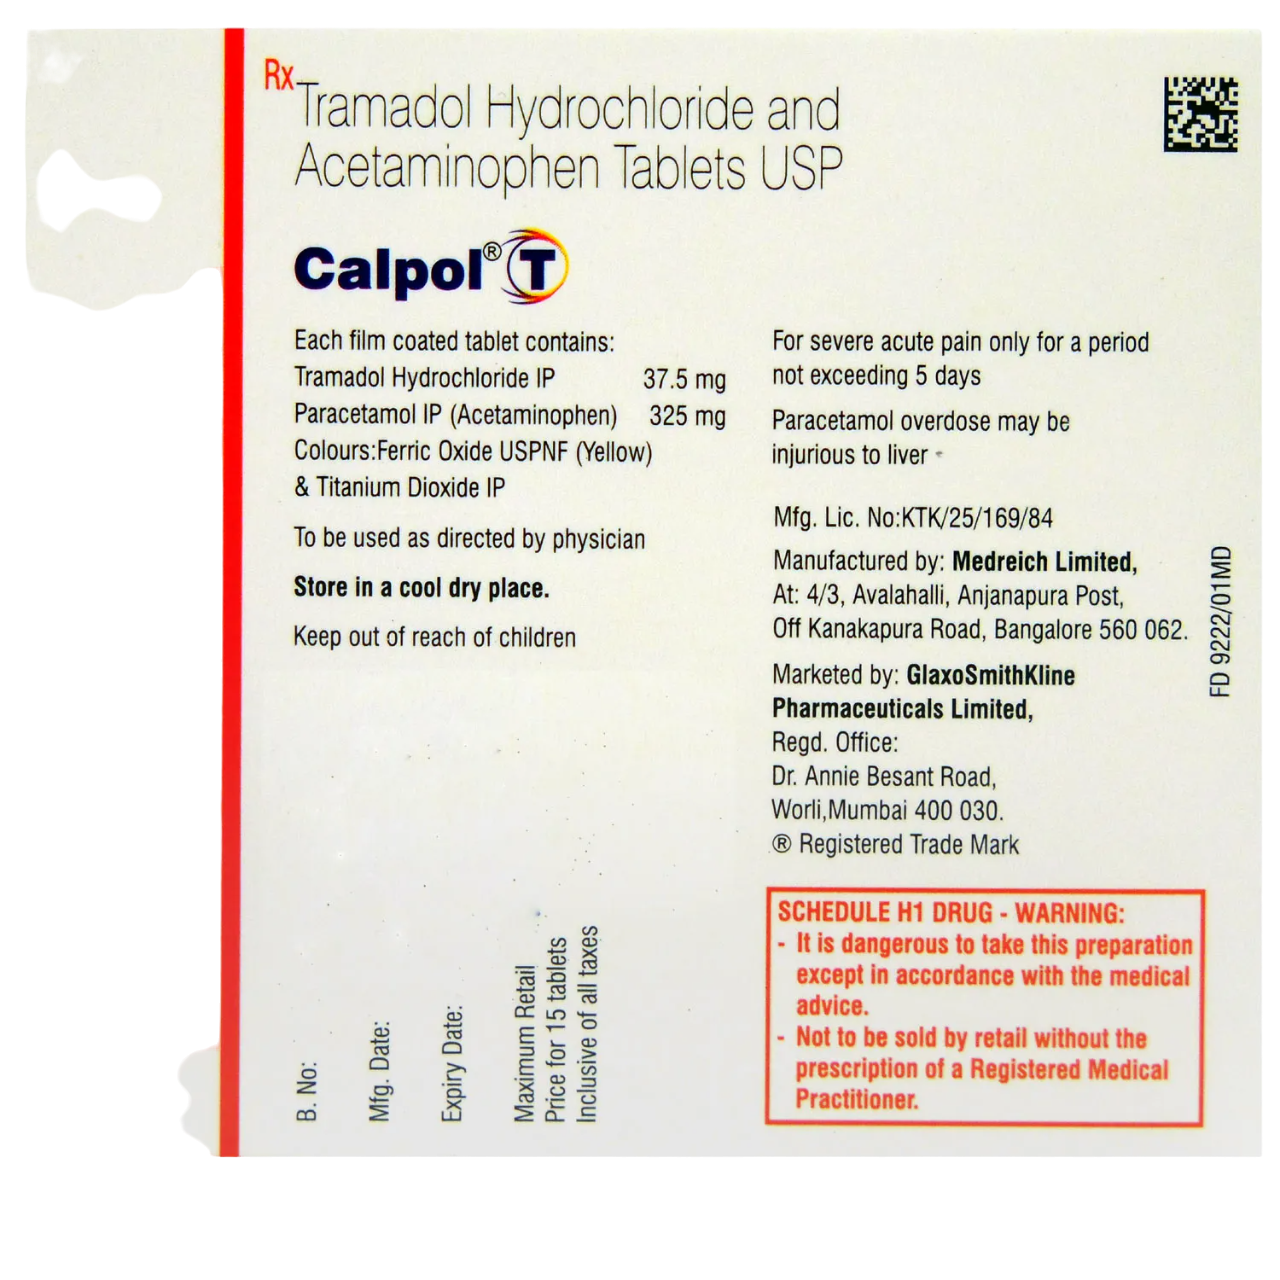 Rx
Tramadol Hydrochloride and
Acetaminophen Tablets USP
Calpol® T
Each film coated tablet contains:
Tramadol Hydrochloride IP 37.5 mg
Paracetamol IP (Acetaminophen) 325 mg
Colours:Ferric Oxide USPNF (Yellow)
& Titanium Dioxide IP
To be used as directed by physician
Store in a cool dry place.
Keep out of reach of children
B. No:
Mfg. Date:
Expiry Date:
Maximum Retail
Price for 15 tablets
Inclusive of all taxes
For severe acute pain only for a period
not exceeding 5 days
Paracetamol overdose may be
injurious to liver
Mfg. Lic. No:KTK/25/169/84
Manufactured by: Medreich Limited,
At: 4/3, Avalahalli, Anjanapura Post,
Off Kanakapura Road, Bangalore 560 062.
Marketed by: GlaxoSmithKline
Pharmaceuticals Limited,
Regd. Office:
Dr. Annie Besant Road,
Worli,Mumbai 400 030.
® Registered Trade Mark
SCHEDULE H1 DRUG - WARNING:
- It is dangerous to take this preparation
except in accordance with the medical
advice.
- Not to be sold by retail without the
prescription of a Registered Medical
Practitioner.
FD 9222/01MD